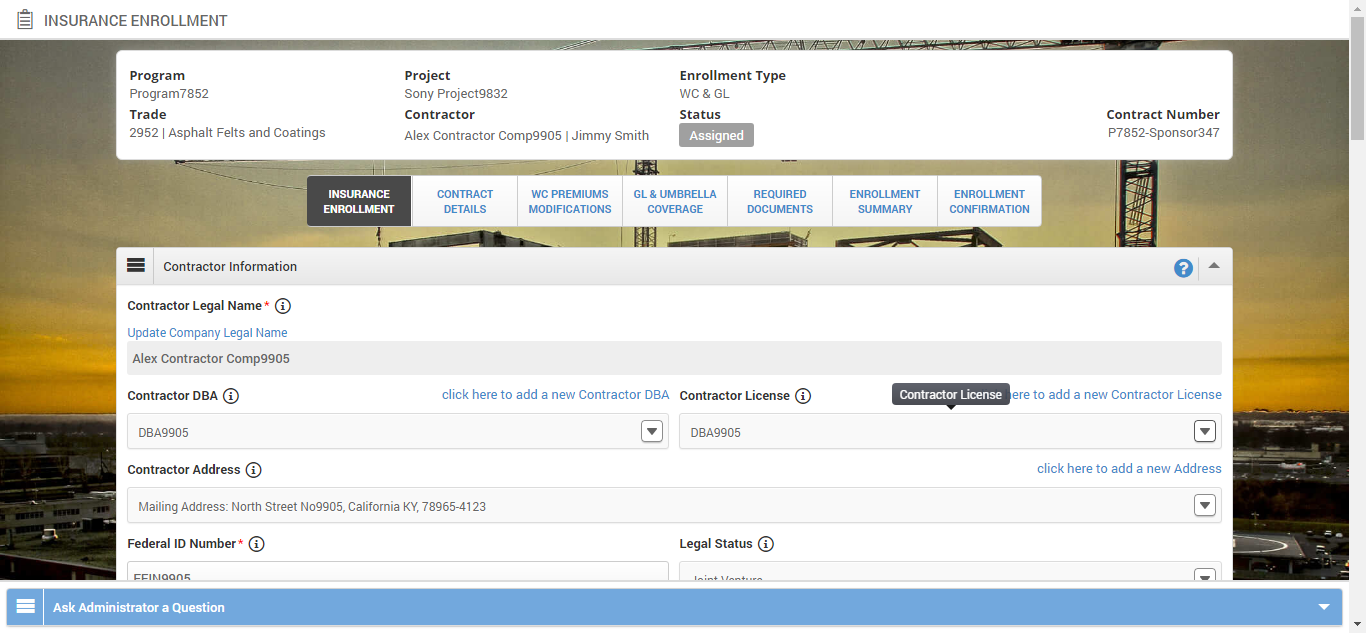 INSURANCE ENROLLMENT
Program
Program7852
Project
Sony Project9832
Enrollment Type
WC & GL
Trade
2952 | Asphalt Felts and Coatings
Contractor
Alex Contractor Comp9905 | Jimmy Smith
Status
Assigned
Contract Number
P7852-Sponsor347
INSURANCE
ENROLLMENT
CONTRACT
DETAILS
WC PREMIUMS
MODIFICATIONS
GL & UMBRELLA
COVERAGE
REQUIRED
DOCUMENTS
ENROLLMENT
SUMMARY
ENROLLMENT
CONFIRMATION
Contractor Information
Contractor Legal Name*
Update Company Legal Name
Alex Contractor Comp9905
Contractor DBA
click here to add a new Contractor DBA
Contractor License
Contractor License
here to add a new Contractor License
DBA9905
DBA9905
Contractor Address
click here to add a new Address
Mailing Address: North Street No9905, California KY, 78965-4123
Federal ID Number*
Legal Status
FEIN9905
Joint Venture
Ask Administrator a Question